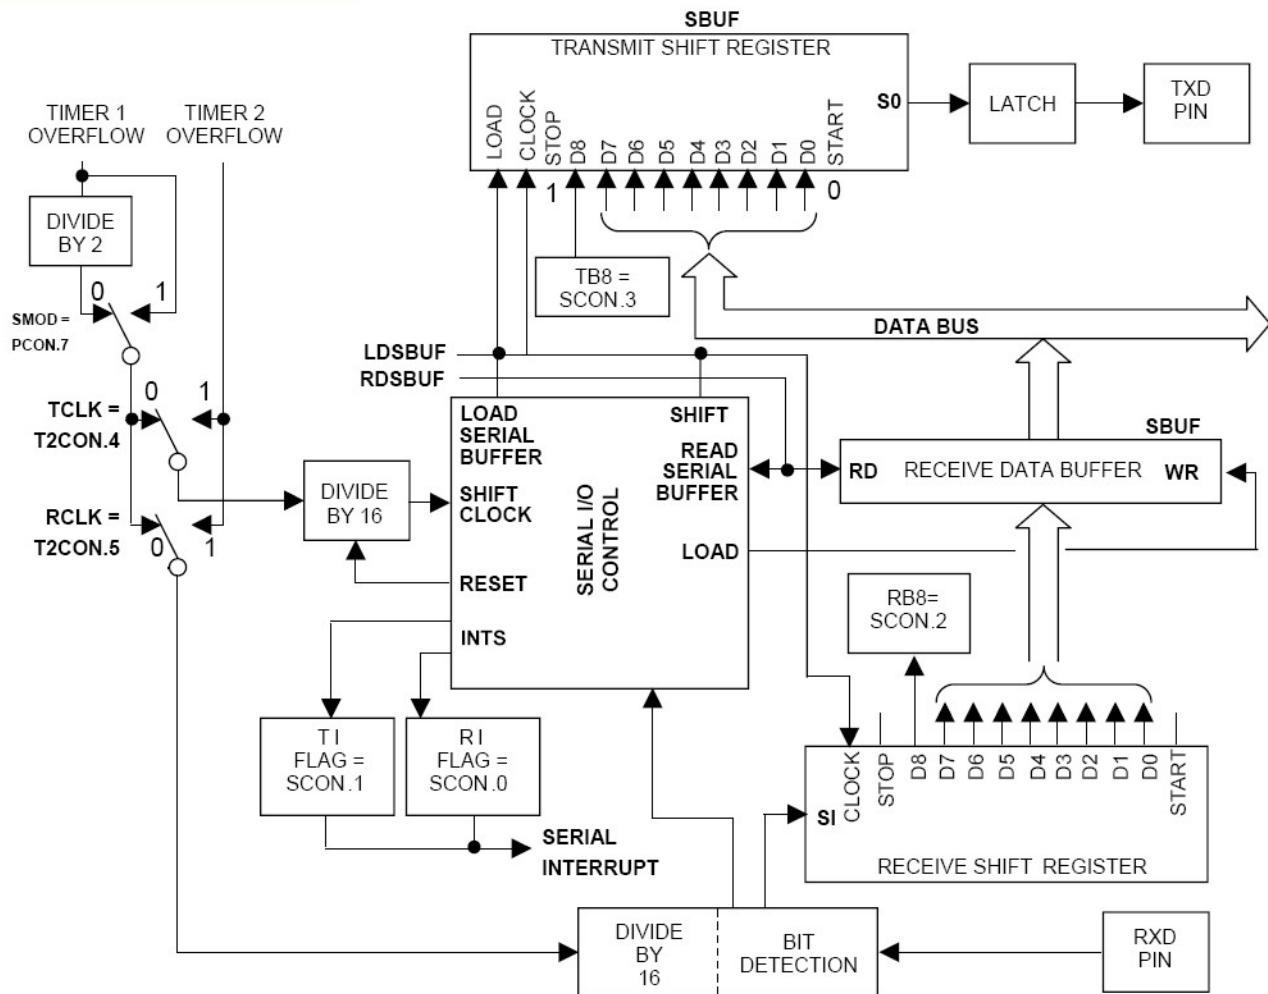 SBUF
TRANSMIT SHIFT REGISTER
LOAD
CLOCK
STOP
D8
D7
D6
D5
D4
D3
D2
D1
D0
START
S0
1
0
LATCH
TXD
PIN
TIMER 1
OVERFLOW
TIMER 2
OVERFLOW
DIVIDE
BY 2
0
1
SMOD =
PCON.7
TB8 =
SCON.3
DATA BUS
LDSBUF
RDSBUF
0
1
TCLK =
T2CON.4
LOAD
SERIAL
BUFFER
SHIFT
READ
SERIAL
BUFFER
SBUF
RD
RECEIVE DATA BUFFER
WR
DIVIDE
BY 16
SHIFT
CLOCK
SERIAL I/O
CONTROL
RCLK =
T2CON.5
0
1
LOAD
RESET
INTS
RB8=
SCON.2
T I
FLAG =
SCON.1
R I
FLAG =
SCON.0
SERIAL
INTERRUPT
SI
CLOCK
STOP
D8
D7
D6
D5
D4
D3
D2
D1
D0
START
RECEIVE SHIFT REGISTER
DIVIDE
BY
16
BIT
DETECTION
RXD
PIN